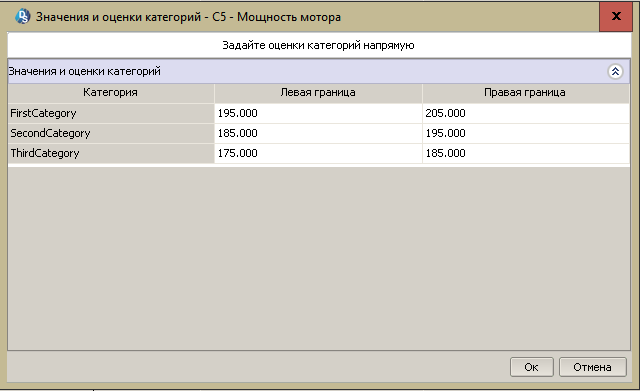 Значения и оценки категорий - C5 - Мощность мотора
Задайте оценки категорий напрямую
Значения и оценки категорий
Категория Левая граница Правая граница
FirstCategory 195.000 205.000
SecondCategory 185.000 195.000
ThirdCategory 175.000 185.000
Ок Отмена